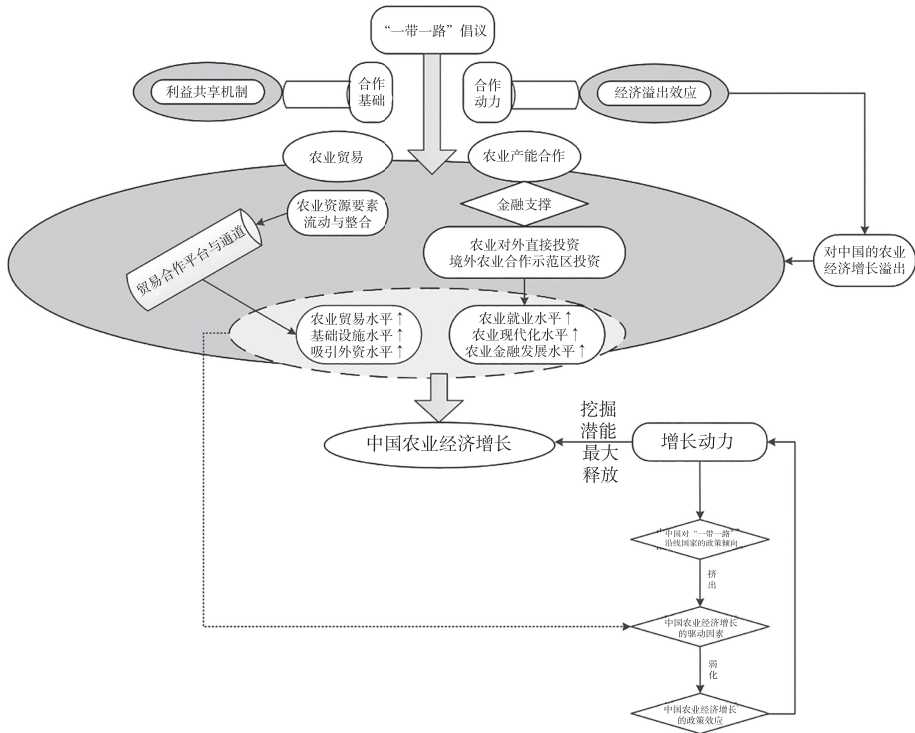 “一带一路”倡议
利益共享机制
合作
基础
合作
动力
经济溢出效应
农业贸易
农业产能合作
农业资源要素
流动与整合
金融支撑
贸易合作平台与通道
农业对外直接投资
境外农业合作示范区投资
对中国的农业
经济增长溢出
农业贸易水平↑
基础设施水平↑
吸引外资水平↑
农业就业水平↑
农业现代化水平↑
农业金融发展水平↑
中国农业经济增长
挖掘
潜能
最大
释放
增长动力
中国对“一带一路”
沿线国家的政策倾向
挤
出
中国农业经济增长
的驱动因素
弱
化
中国农业经济增长
的政策效应